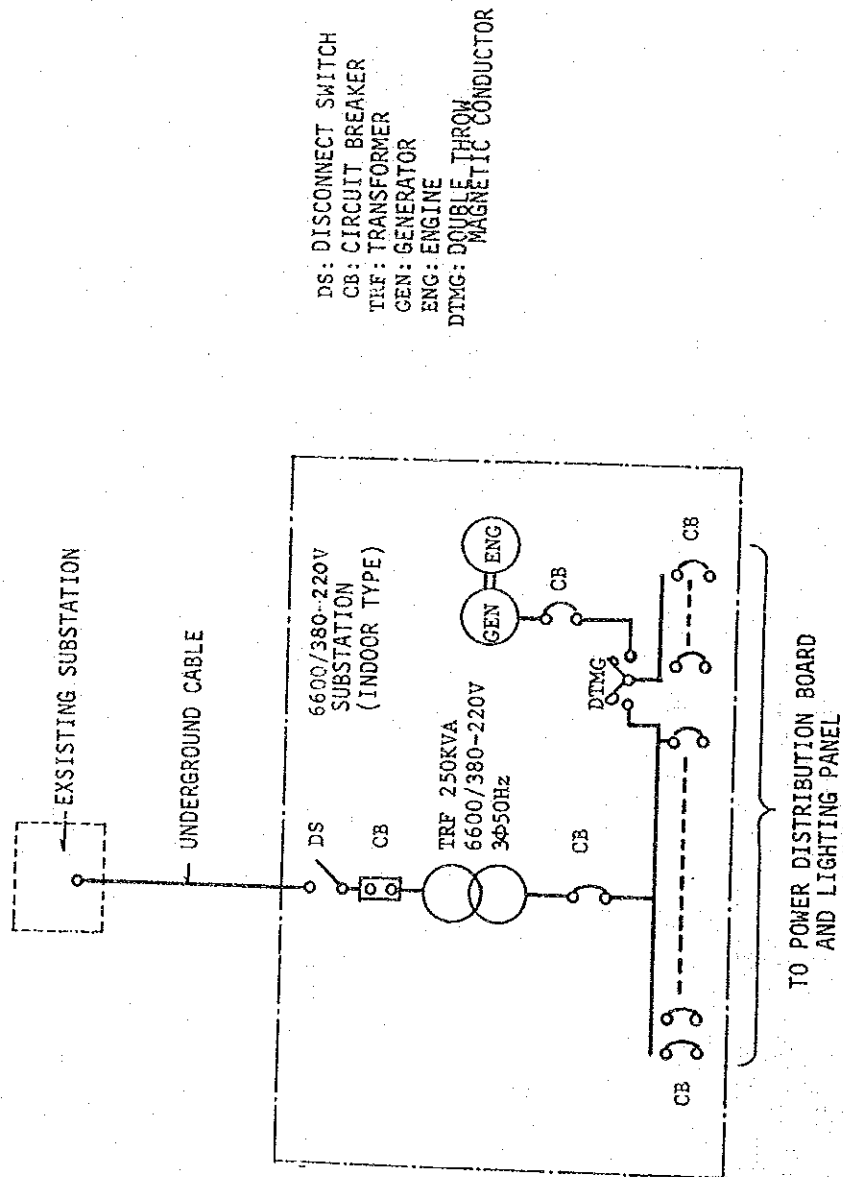 EXSISTING SUBSTATION
UNDERGROUND CABLE
6600/380-220V
SUBSTATION
(INDOOR TYPE)
DS
CB
TRF 250KVA
6600/380-220V
3Φ50Hz
CB
GEN
ENG
CB
DTMG
CB
CB
TO POWER DISTRIBUTION BOARD
AND LIGHTING PANEL
DS: DISCONNECT SWITCH
CB: CIRCUIT BREAKER
TRF: TRANSFORMER
GEN: GENERATOR
ENG: ENGINE
DTMG: DOUBLE THROW
MAGNETIC CONDUCTOR